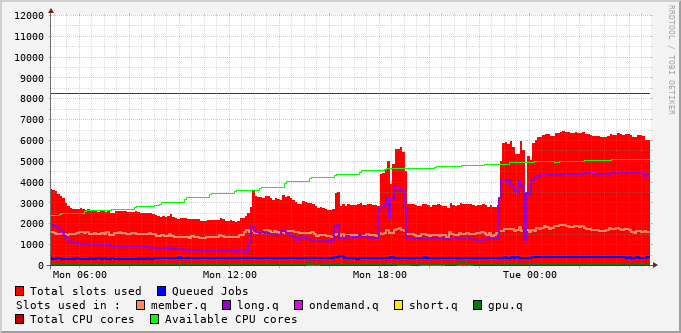 12000
11000
10000
9000
8000
7000
6000
5000
4000
3000
2000
1000
0
Mon 06:00 Mon 12:00 Mon 18:00 Tue 00:00
RRDTOOL / TOBI OETIKER
Total slots used Queued Jobs
Slots used in : member.q long.q ondemand.q short.q gpu.q
Total CPU cores Available CPU cores